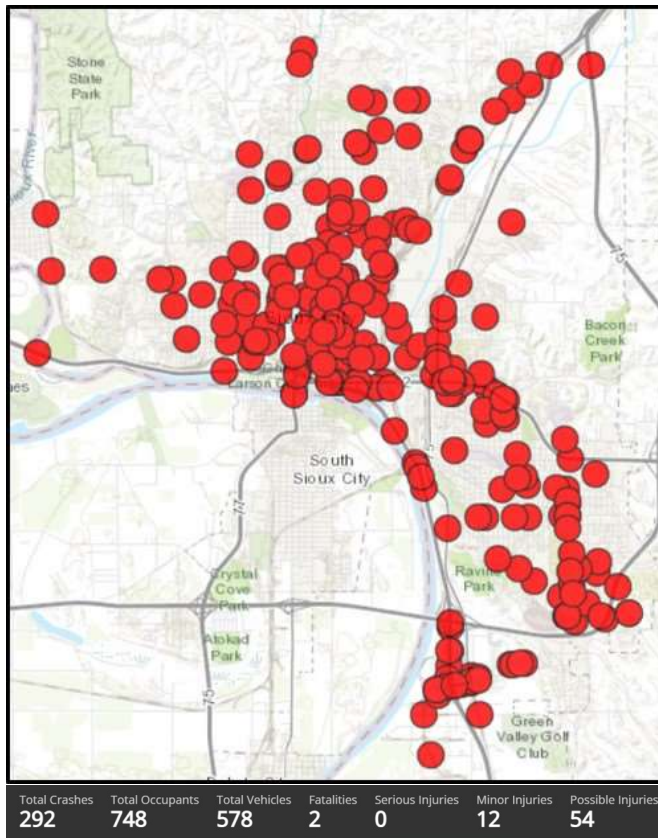 Stone
State
Park
75
Bacon
Creek
Park
Larson
South
Sioux City
77
Crystal
Cove
Park
Ravine
Park
Atokad
Park
75
Green
Valley Golf
Club
Total Crashes
292
Total Occupants
748
Total Vehicles
578
Fatalities
2
Serious Injuries
0
Minor Injuries
12
Possible Injuries
54